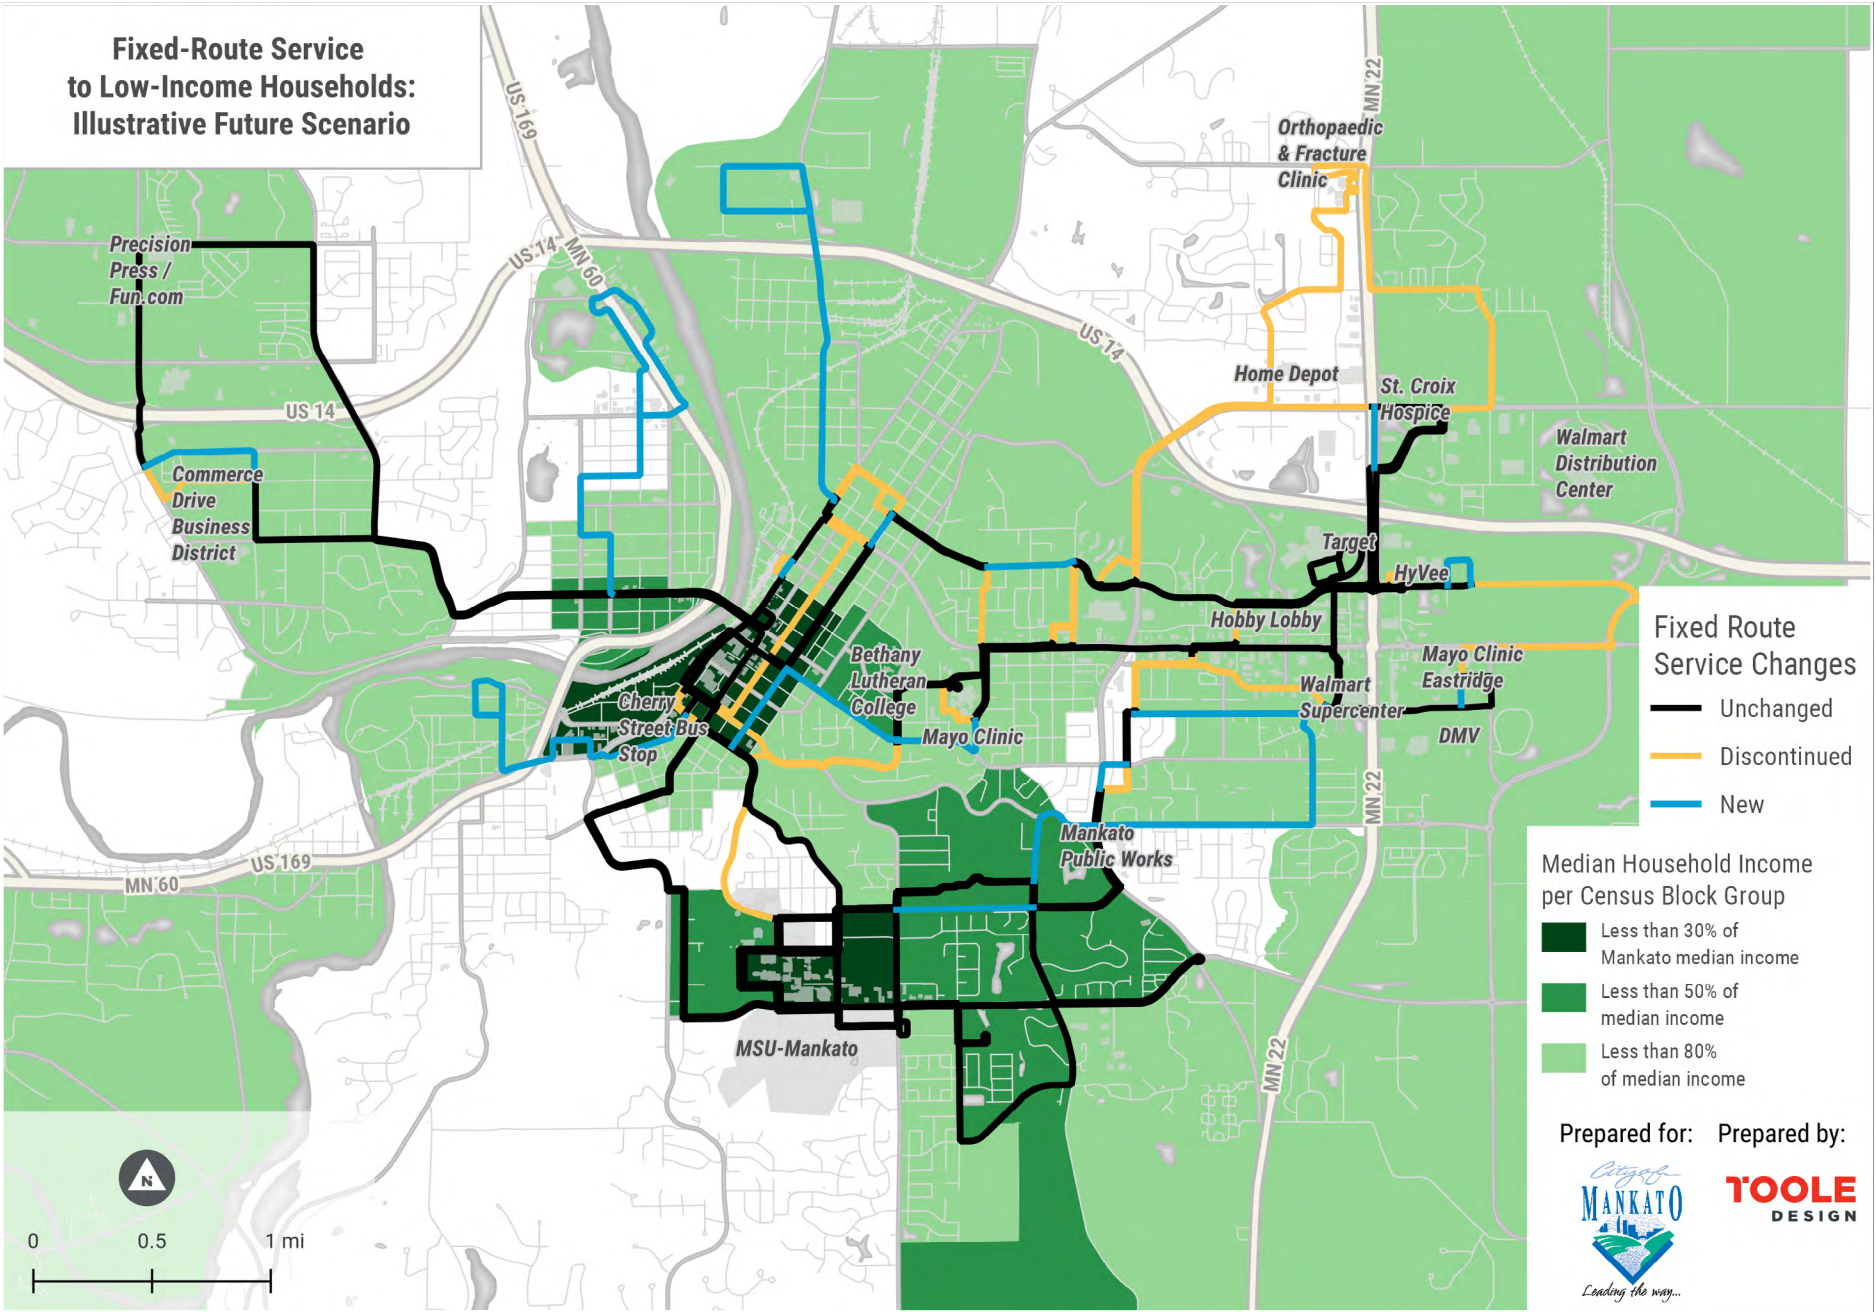 Fixed-Route Service
to Low-Income Households:
Illustrative Future Scenario
US 169
MN 22
Orthopaedic
& Fracture
Clinic
Precision
Press /
Fun.com
US 14
MN 60
US 14
Home Depot
St. Croix
Hospice
US 14
Walmart
Distribution
Center
Commerce
Drive
Business
District
Target
HyVee
Hobby Lobby
Bethany
Lutheran
College
Mayo Clinic
Eastridge
Walmart
Supercenter
Cherry
Street Bus
Stop
Mayo Clinic
DMV
MN 22
Mankato
Public Works
US 169
MN 60
MSU-Mankato
MN 22
Fixed Route
Service Changes
Unchanged
Discontinued
New
Median Household Income
per Census Block Group
Less than 30% of
Mankato median income
Less than 50% of
median income
Less than 80%
of median income
Prepared for:
Prepared by:
City of
MANKATO
Leading the way...
TOOLE
DESIGN
N
0
0.5
1 mi